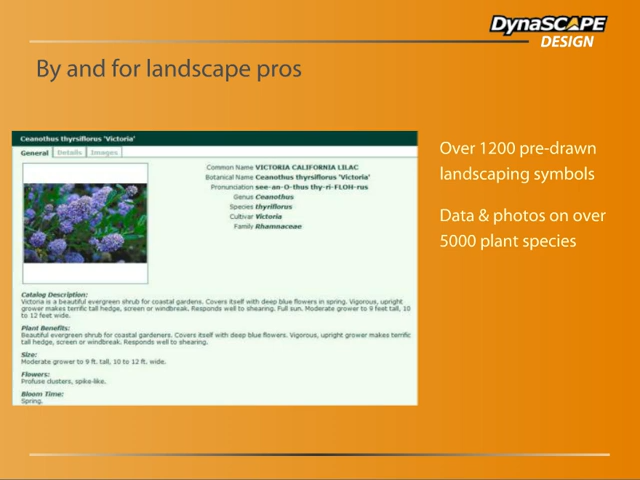 DynaSCAPE
DESIGN
By and for landscape pros
Ceanothus thyrsiflorus 'Victoria'
General Details Images
Common Name VICTORIA CALIFORNIA LILAC
Botanical Name Ceanothus thyrsiflorus 'Victoria'
Pronunciation see-an-O-thus thy-ri-FLOH-rus
Genus Ceanothus
Species thyriflorus
Cultivar Victoria
Family Rhamnaceae
Catalog Description:
Victoria is a beautiful evergreen shrub for coastal gardens. Covers itself with deep blue flowers in spring. Vigorous, upright
grower makes terrific tall hedge, screen or windbreak. Responds well to shearing. Full sun. Moderate grower to 9 feet tall, 10
to 12 feet wide.
Plant Benefits:
Beautiful evergreen shrub for coastal gardeners. Covers itself with deep blue flowers. Vigorous, upright grower makes terrific
tall hedge, screen or windbreak. Responds well to shearing.
Size:
Moderate grower to 9 ft. tall, 10 to 12 ft. wide.
Flowers:
Profuse clusters, spike-like.
Bloom Time:
Spring.
Over 1200 pre-drawn
landscaping symbols
Data & photos on over
5000 plant species